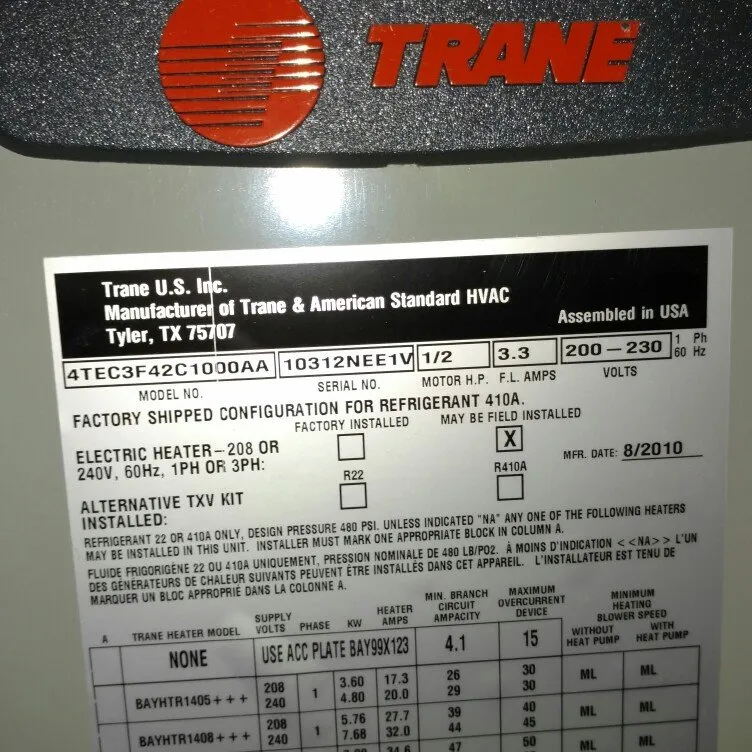 TRANE
Trane U.S. Inc.
Manufacturer of Trane & American Standard HVAC
Tyler, TX 75707
Assembled in USA
4TEC3F42C1000AA 10312NEE1V 1/2 3.3 200 – 230 1 Ph 60 Hz
MODEL NO. SERIAL NO. MOTOR H.P. F.L. AMPS VOLTS
FACTORY SHIPPED CONFIGURATION FOR REFRIGERANT 410A.
FACTORY INSTALLED MAY BE FIELD INSTALLED
ELECTRIC HEATER – 208 OR
240V, 60Hz, 1PH OR 3PH: X MFR. DATE: 8/2010
R22 R410A
ALTERNATIVE TXV KIT
INSTALLED:
REFRIGERANT 22 OR 410A ONLY, DESIGN PRESSURE 480 PSI. UNLESS INDICATED "NA" ANY ONE OF THE FOLLOWING HEATERS
MAY BE INSTALLED IN THIS UNIT. INSTALLER MUST MARK ONE APPROPRIATE BLOCK IN COLUMN A.
FLUIDE FRIGORIGÈNE 22 OU 410A UNIQUEMENT, PRESSION NOMINALE DE 480 LB/PO2. À MOINS D'INDICATION <<NA>> L'UN
DES GÉNÉRATEURS DE CHALEUR SUIVANTS PEUVENT ÊTRE INSTALLÉS DANS CET APPAREIL. L'INSTALLATEUR EST TENU DE
MARQUER UN BLOC APPROPRIÉ DANS LA COLONNE A.
A TRANE HEATER MODEL SUPPLY VOLTS PHASE KW HEATER AMPS MIN. BRANCH CIRCUIT AMPACITY MAXIMUM OVERCURRENT DEVICE MINIMUM HEATING BLOWER SPEED
WITHOUT HEAT PUMP WITH HEAT PUMP
NONE USE ACC PLATE BAY99X123 4.1 15
BAYHTR1405+++ 208 1 3.60 17.3 26 30 ML ML
240 4.80 20.0 29 30
BAYHTR1408+++ 208 1 5.76 27.7 39 40 ML ML
240 7.68 32.0 44 45
34.6 47 50 ML ML